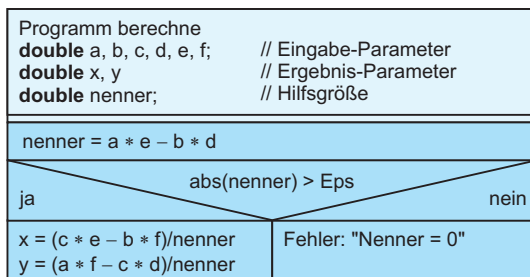 Programm berechne
double a, b, c, d, e, f; // Eingabe-Parameter
double x, y // Ergebnis-Parameter
double nenner; // Hilfsgröße
nenner = a * e – b * d
abs(nenner) > Eps
ja nein
x = (c * e – b * f)/nenner
y = (a * f – c * d)/nenner
Fehler: "Nenner = 0"